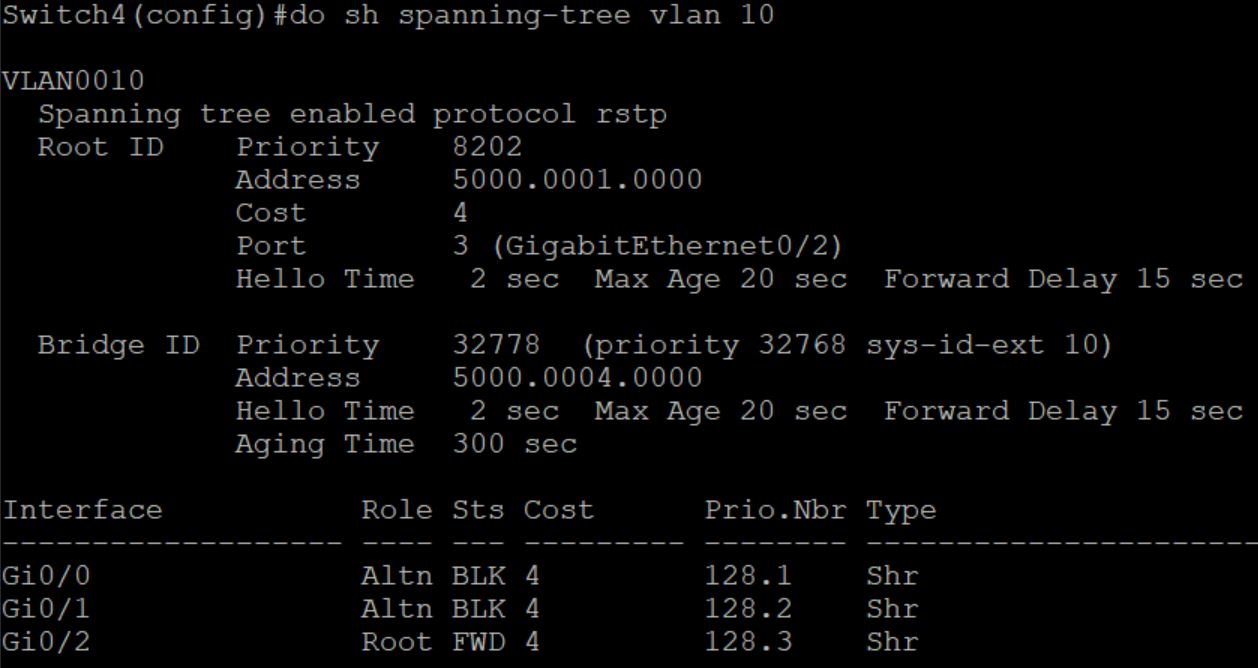 Switch4(config)#do sh spanning-tree vlan 10

VLAN0010
  Spanning tree enabled protocol rstp
  Root ID    Priority    8202
             Address     5000.0001.0000
             Cost        4
             Port        3 (GigabitEthernet0/2)
             Hello Time   2 sec  Max Age 20 sec  Forward Delay 15 sec

  Bridge ID  Priority    32778  (priority 32768 sys-id-ext 10)
             Address     5000.0004.0000
             Hello Time   2 sec  Max Age 20 sec  Forward Delay 15 sec
             Aging Time  300 sec

Interface           Role Sts Cost      Prio.Nbr Type
------------------- ---- --- --------- -------- ----------------------
Gi0/0               Altn BLK 4         128.1    Shr
Gi0/1               Altn BLK 4         128.2    Shr
Gi0/2               Root FWD 4         128.3    Shr